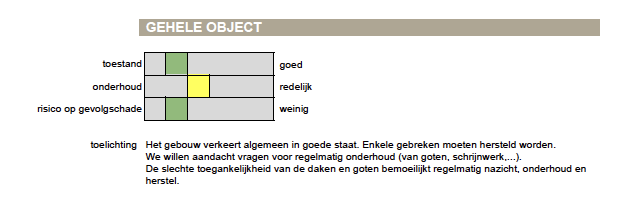 GEHELE OBJECT
toestand goed
onderhoud redelijk
risico op gevolgschade weinig
toelichting Het gebouw verkeert algemeen in goede staat. Enkele gebreken moeten hersteld worden.
We willen aandacht vragen voor regelmatig onderhoud (van goten, schrijnwerk,...).
De slechte toegankelijkheid van de daken en goten bemoeilijkt regelmatig nazicht, onderhoud en
herstel.